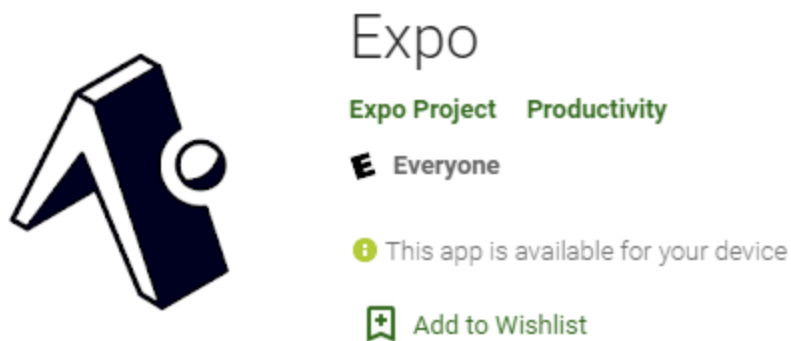 Expo
Expo Project Productivity
E Everyone
This app is available for your device
Add to Wishlist